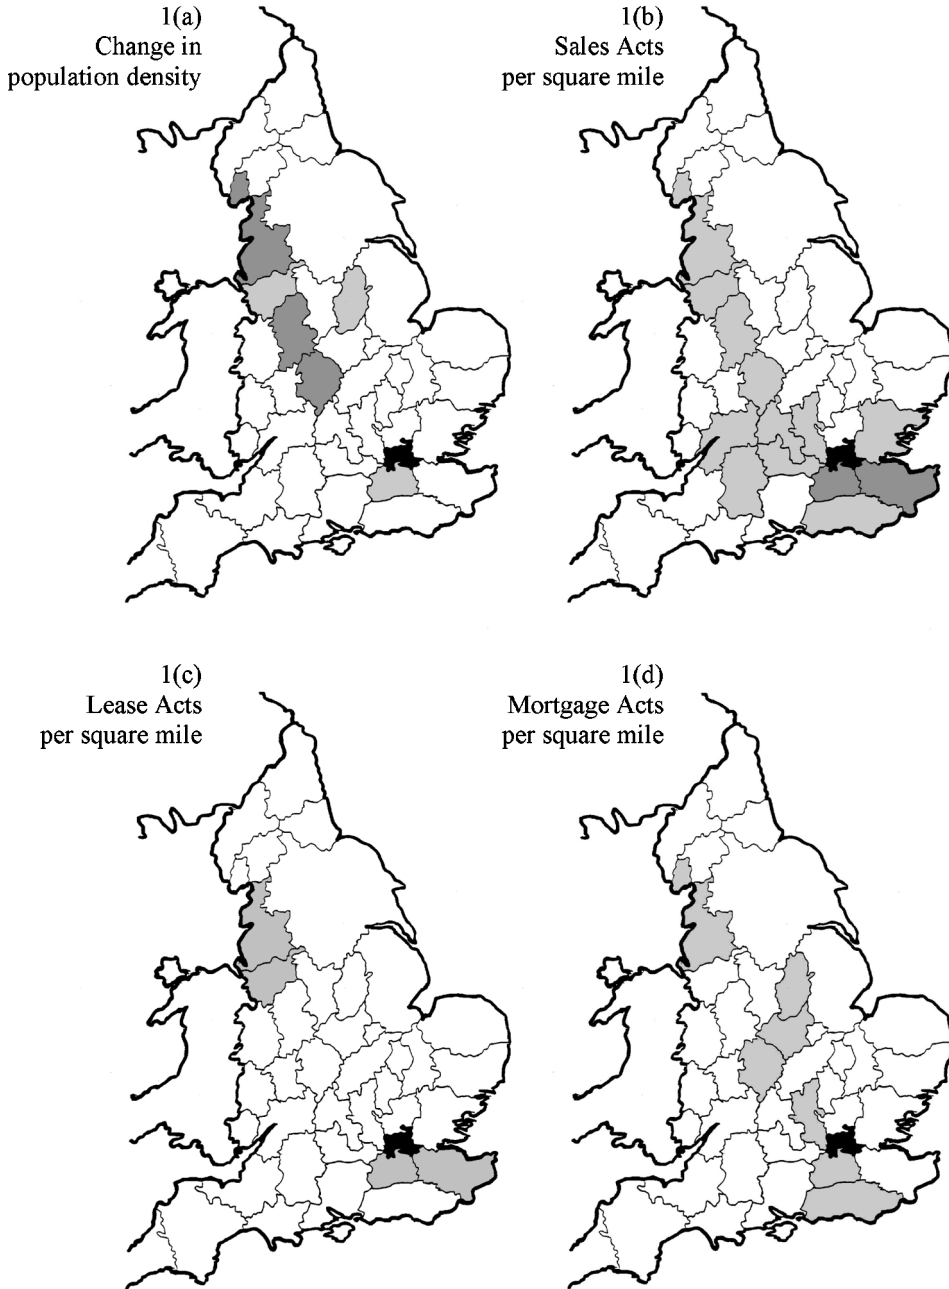 1(a)
Change in
population density
1(b)
Sales Acts
per square mile
1(c)
Lease Acts
per square mile
1(d)
Mortgage Acts
per square mile